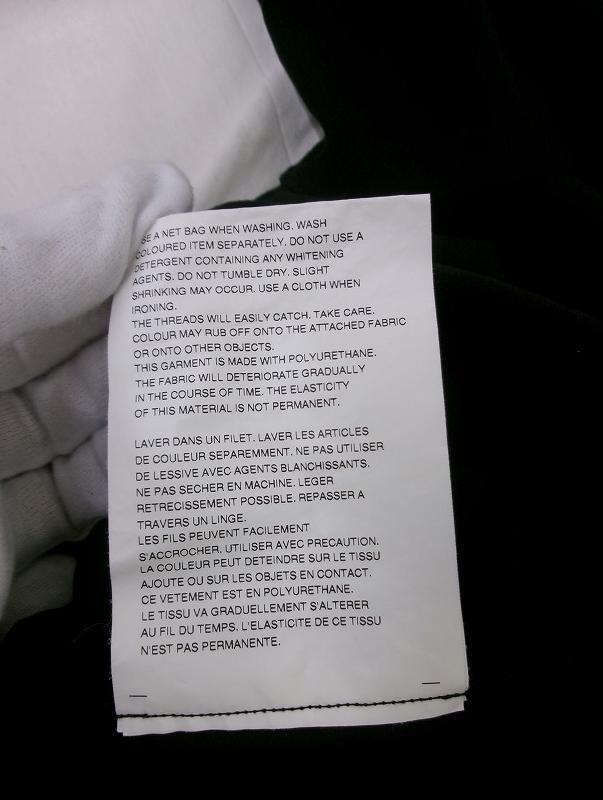 SE A NET BAG WHEN WASHING. WASH
COLOURED ITEM SEPARATELY. DO NOT USE A
DETERGENT CONTAINING ANY WHITENING
AGENTS. DO NOT TUMBLE DRY. SLIGHT
SHRINKING MAY OCCUR. USE A CLOTH WHEN
IRONING.
THE THREADS WILL EASILY CATCH. TAKE CARE.
COLOUR MAY RUB OFF ONTO THE ATTACHED FABRIC
OR ONTO OTHER OBJECTS.
THIS GARMENT IS MADE WITH POLYURETHANE.
THE FABRIC WILL DETERIORATE GRADUALLY
IN THE COURSE OF TIME. THE ELASTICITY
OF THIS MATERIAL IS NOT PERMANENT.
LAVER DANS UN FILET. LAVER LES ARTICLES
DE COULEUR SEPAREMMENT. NE PAS UTILISER
DE LESSIVE AVEC AGENTS BLANCHISSANTS.
NE PAS SECHER EN MACHINE. LEGER
RETRECISSEMENT POSSIBLE. REPASSER A
TRAVERS UN LINGE.
LES FILS PEUVENT FACILEMENT
S'ACCROCHER. UTILISER AVEC PRECAUTION.
LA COULEUR PEUT DETEINDRE SUR LE TISSU
AJOUTE OU SUR LES OBJETS EN CONTACT.
CE VETEMENT EST EN POLYURETHANE.
LE TISSU VA GRADUELLEMENT S'ALTERER
AU FIL DU TEMPS. L'ELASTICITE DE CE TISSU
N'EST PAS PERMANENTE.